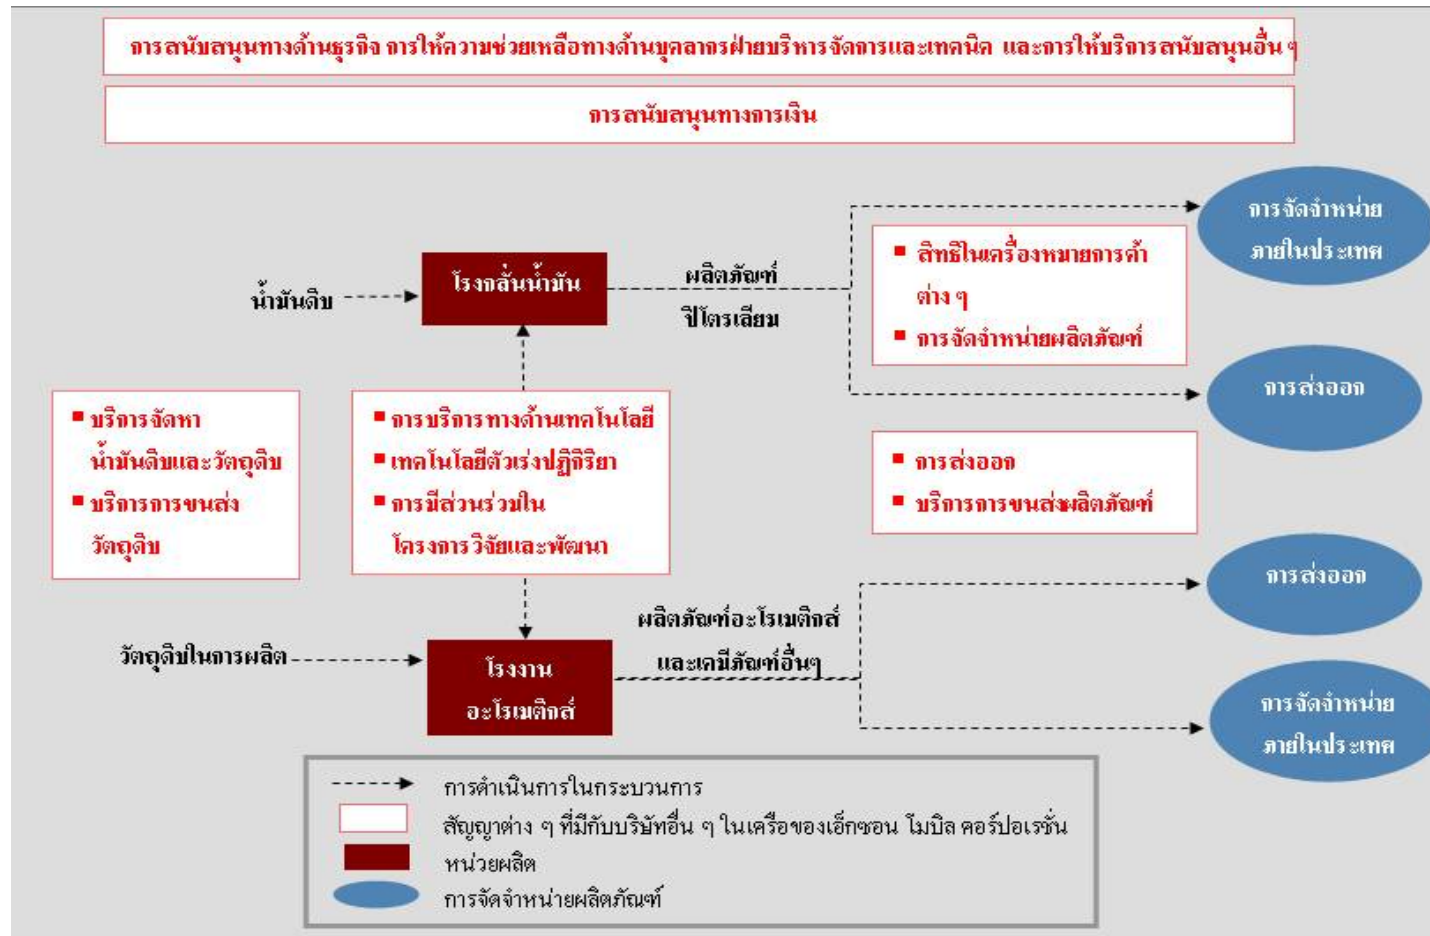 การสนับสนุนทางด้านธุรกิจ การให้ความช่วยเหลือทางด้านบุคลากรฝ่ายบริหารจัดการและเทคนิค และการให้บริการสนับสนุนอื่น ๆ
การสนับสนุนทางการเงิน
การจัดจำหน่าย
ภายในประเทศ
น้ำมันดิบ
โรงกลั่นน้ำมัน
ผลิตภัณฑ์
ปิโตรเลียม
▪ สิทธิในเครื่องหมายการค้า
ต่าง ๆ
▪ การจัดจำหน่ายผลิตภัณฑ์
การส่งออก
▪ บริการจัดหา
น้ำมันดิบและวัตถุดิบ
▪ บริการการขนส่ง
วัตถุดิบ
▪ การบริการทางด้านเทคโนโลยี
▪ เทคโนโลยีตัวเร่งปฏิกิริยา
▪ การมีส่วนร่วมใน
โครงการวิจัยและพัฒนา
▪ การส่งออก
▪ บริการการขนส่งผลิตภัณฑ์
การส่งออก
วัตถุดิบในการผลิต
โรงงาน
อะโรเมติกส์
ผลิตภัณฑ์อะโรเมติกส์
และเคมีภัณฑ์อื่นๆ
การจัดจำหน่าย
ภายในประเทศ
การดำเนินการในกระบวนการ
สัญญาต่าง ๆ ที่มีกับบริษัทอื่น ๆ ในเครือของเอ็กซอน โมบิล คอร์ปอเรชั่น
หน่วยผลิต
การจัดจำหน่ายผลิตภัณฑ์